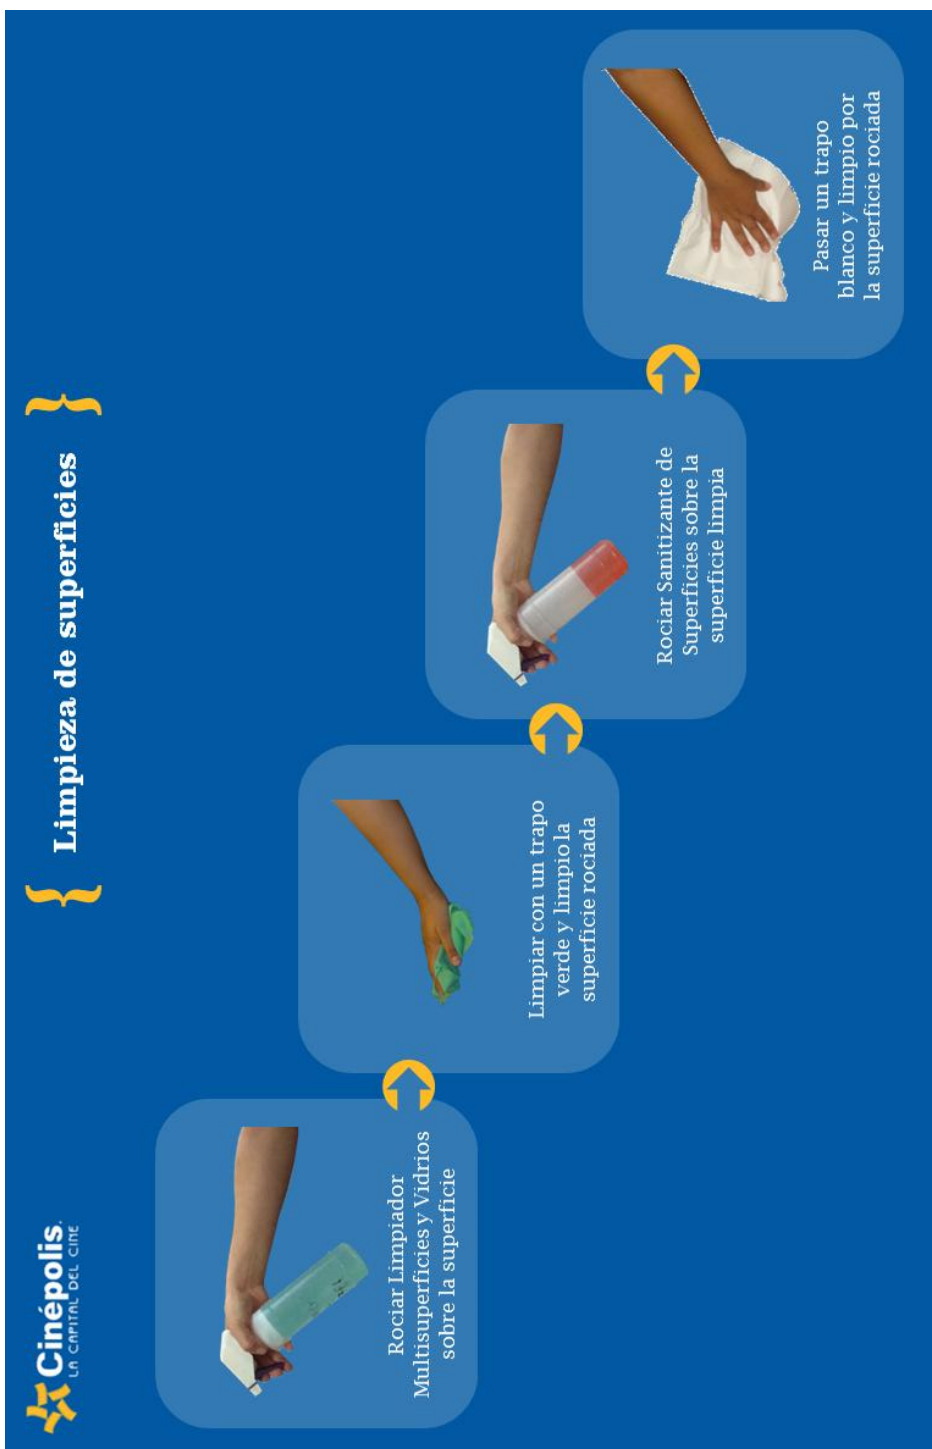 Cinépolis.
LA CAPITAL DEL CINE
{ Limpieza de superficies }
Rociar Limpiador
Multisuperficies y Vidrios
sobre la superficie
Limpiar con un trapo
verde y limpio la
superficie rociada
Rociar Sanitizante de
Superficies sobre la
superficie limpia
Pasar un trapo
blanco y limpio por
la superficie rociada